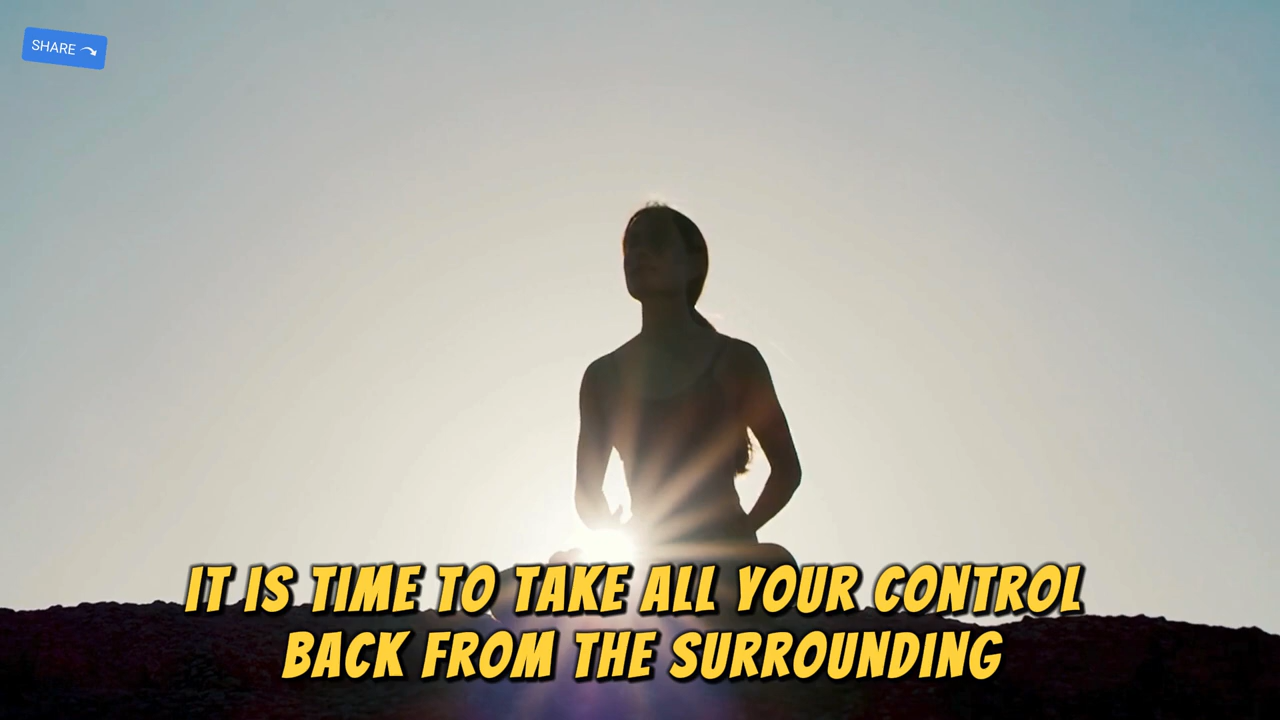 SHARE
IT IS TIME TO TAKE ALL YOUR CONTROL
BACK FROM THE SURROUNDING